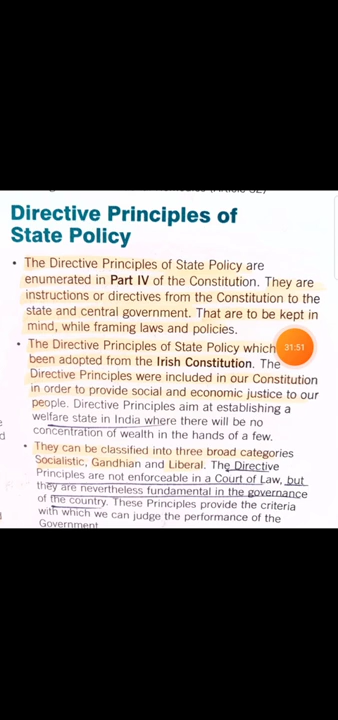 Directive Principles of
State Policy
• The Directive Principles of State Policy are
enumerated in Part IV of the Constitution. They are
instructions or directives from the Constitution to the
state and central government. That are to be kept in
mind, while framing laws and policies.
• The Directive Principles of State Policy which
31:51
been adopted from the Irish Constitution. The
Directive Principles were included in our Constitution
in order to provide social and economic justice to our
people. Directive Principles aim at establishing a
welfare state in India where there will be no
concentration of wealth in the hands of a few.
• They can be classified into three broad categories
Socialistic, Gandhian and Liberal. The Directive
Principles are not enforceable in a Court of Law, but
they are nevertheless fundamental in the governance
of the country. These Principles provide the criteria
with which we can judge the performance of the
Government